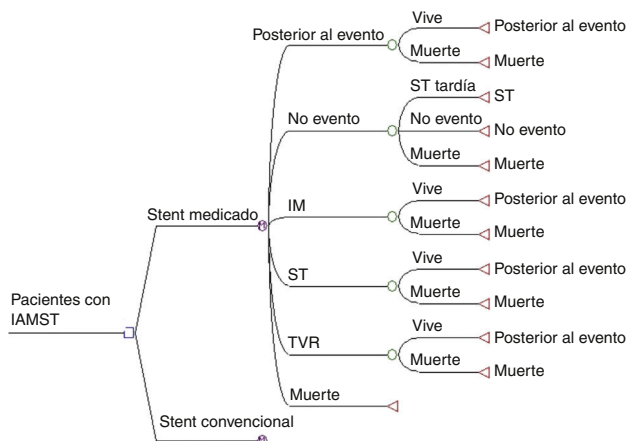 Vive
Posterior al evento
Posterior al evento
Muerte
Muerte
ST tardía
ST
No evento
No evento
No evento
Muerte
Muerte
Vive
Posterior al evento
IM
Muerte
Muerte
Stent medicado
Vive
Posterior al evento
ST
Muerte
Muerte
Pacientes con
IAMST
Vive
Posterior al evento
TVR
Muerte
Muerte
Muerte
Stent convencional